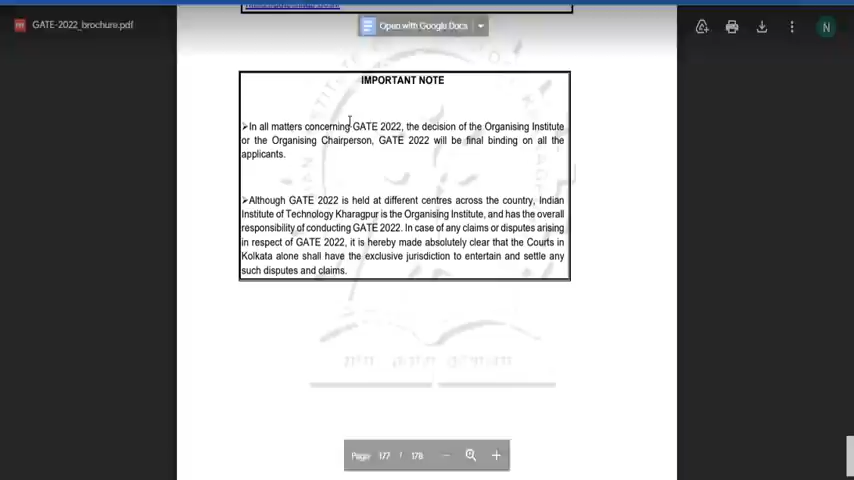 GATE-2022_brochure.pdf
Open with Google Docs
N
IMPORTANT NOTE
➢In all matters concerning GATE 2022, the decision of the Organising Institute
or the Organising Chairperson, GATE 2022 will be final binding on all the
applicants.
➢Although GATE 2022 is held at different centres across the country, Indian
Institute of Technology Kharagpur is the Organising Institute, and has the overall
responsibility of conducting GATE 2022. In case of any claims or disputes arising
in respect of GATE 2022, it is hereby made absolutely clear that the Courts in
Kolkata alone shall have the exclusive jurisdiction to entertain and settle any
such disputes and claims.
Page 177 / 178